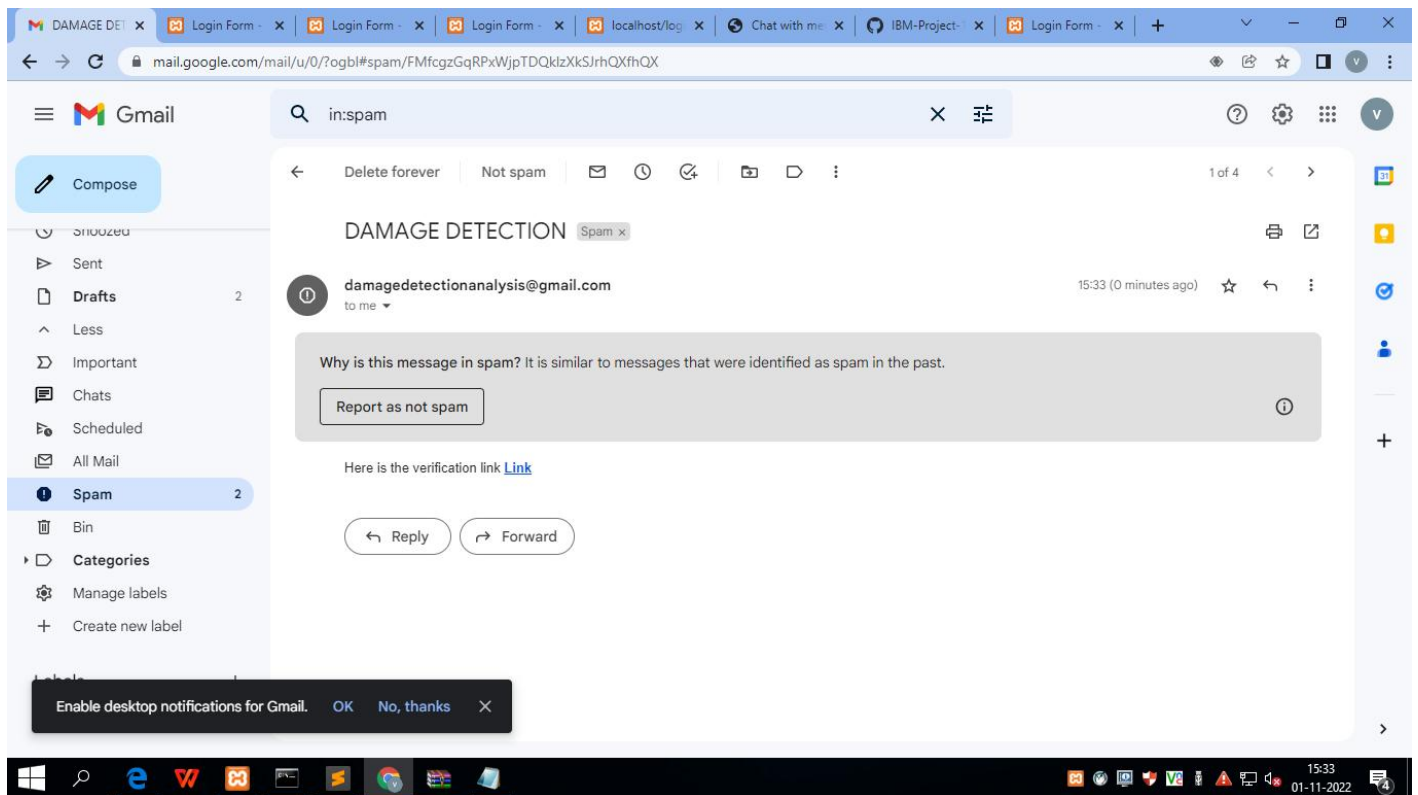 DAMAGE DET
Login Form -
Login Form -
Login Form -
localhost/log
Chat with me
IBM-Project-
Login Form -
mail.google.com/mail/u/0/?ogbl#spam/FMfcgzGqRPxWjpTDQklzXkSJrhQXfhQX
V
Gmail
in:spam
V
Compose
Delete forever
Not spam
1 of 4
31
Snoozed
DAMAGE DETECTION Spam ×
Sent
Drafts 2
damagedetectionanalysis@gmail.com
15:33 (0 minutes ago)
to me
Less
Important
Why is this message in spam? It is similar to messages that were identified as spam in the past.
Chats
Report as not spam
Scheduled
All Mail
Here is the verification link Link
Spam 2
Bin
Reply
Forward
Categories
Manage labels
Create new label
Labels
Enable desktop notifications for Gmail. OK No, thanks
15:33
01-11-2022
4